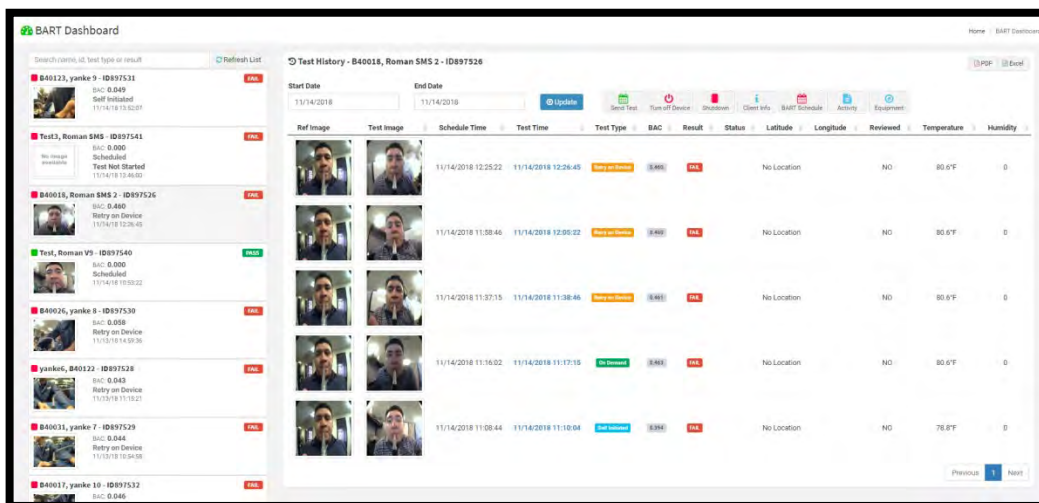 BART Dashboard
Home / BART Dashboard
Search name, id, test type or result
Refresh List
B40123, yanke 9 - ID897531 FAIL
BAC: 0.049
Self Initiated
11/14/18 13:52:07
Test3, Roman SMS - ID897541 FAIL
No image
available
BAC: 0.000
Scheduled
Test Not Started
11/14/18 13:46:00
B40018, Roman SMS 2 - ID897526 FAIL
BAC: 0.460
Retry on Device
11/14/18 12:26:45
Test, Roman V9 - ID897540 PASS
BAC: 0.000
Scheduled
11/14/18 10:53:22
B40026, yanke 8 - ID897530 FAIL
BAC: 0.058
Retry on Device
11/13/18 14:59:36
yanke6, B40122 - ID897528 FAIL
BAC: 0.043
Retry on Device
11/13/18 11:15:21
B40031, yanke 7 - ID897529 FAIL
BAC: 0.044
Retry on Device
11/13/18 10:54:58
B40017, yanke 10 - ID897532 FAIL
BAC: 0.046
Test History - B40018, Roman SMS 2 - ID897526
PDF Excel
Start Date End Date
11/14/2018 11/14/2018 Update
Send Test Turn off Device Shutdown Client Info BART Schedule Activity Equipment
Ref Image Test Image Schedule Time Test Time Test Type BAC Result Status Latitude Longitude Reviewed Temperature Humidity
11/14/2018 12:25:22 11/14/2018 12:26:45 Retry on Device 0.460 FAIL No Location NO 80.6°F 0
11/14/2018 11:58:46 11/14/2018 12:00:22 Retry on Device FAIL No Location NO 80.6°F 0
11/14/2018 11:37:15 11/14/2018 11:38:46 Retry on Device FAIL No Location NO 80.6°F 0
11/14/2018 11:16:02 11/14/2018 11:17:15 On Demand FAIL No Location NO 80.6°F 0
11/14/2018 11:08:44 11/14/2018 11:10:04 Self Initiated FAIL No Location NO 78.8°F 0
Previous 1 Next